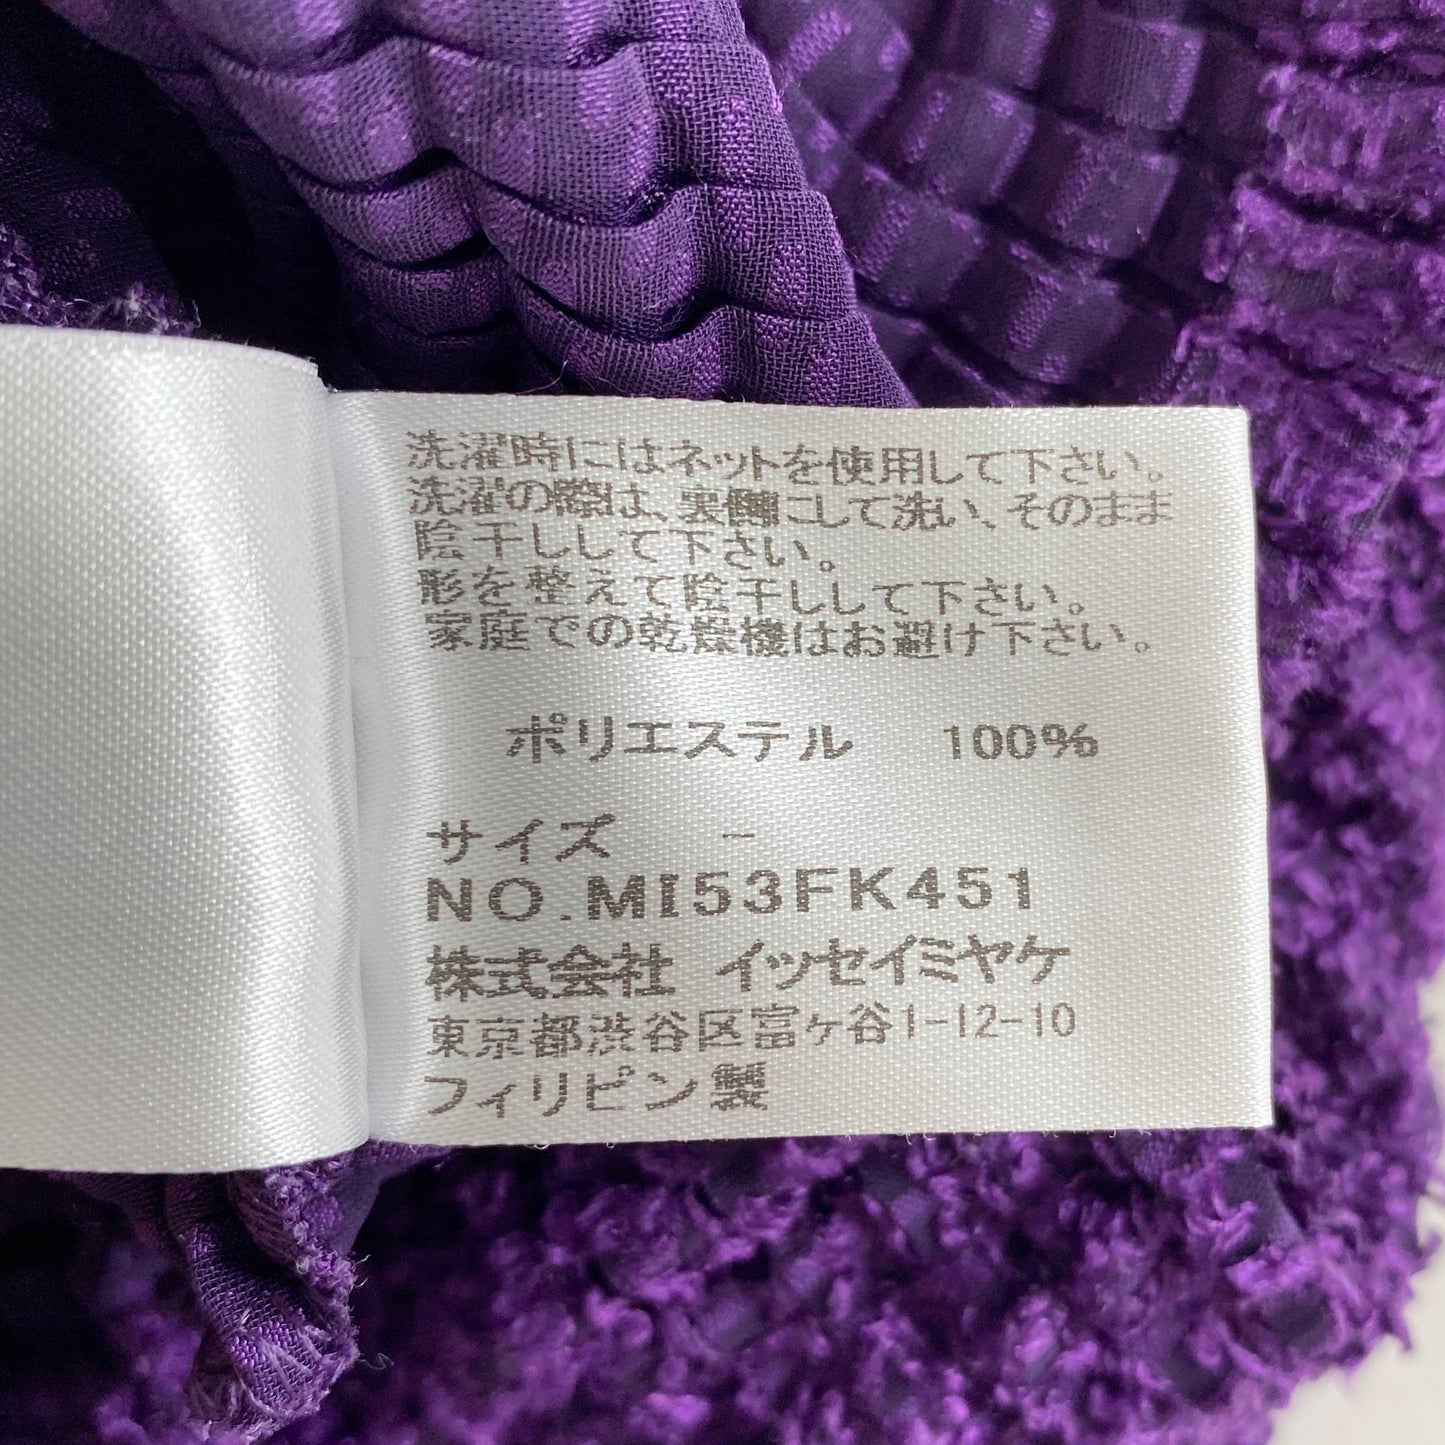 洗濯時にはネットを使用して下さい。
洗濯の際は、裏側にして洗い、そのまま
陰干しして下さい。
形を整えて陰干しして下さい。
家庭での乾燥機はお避け下さい。
ポリエステル 100%
サイズ -
NO.MI53FK451
株式会社 イッセイミヤケ
東京都渋谷区富ヶ谷1-12-10
フィリピン製